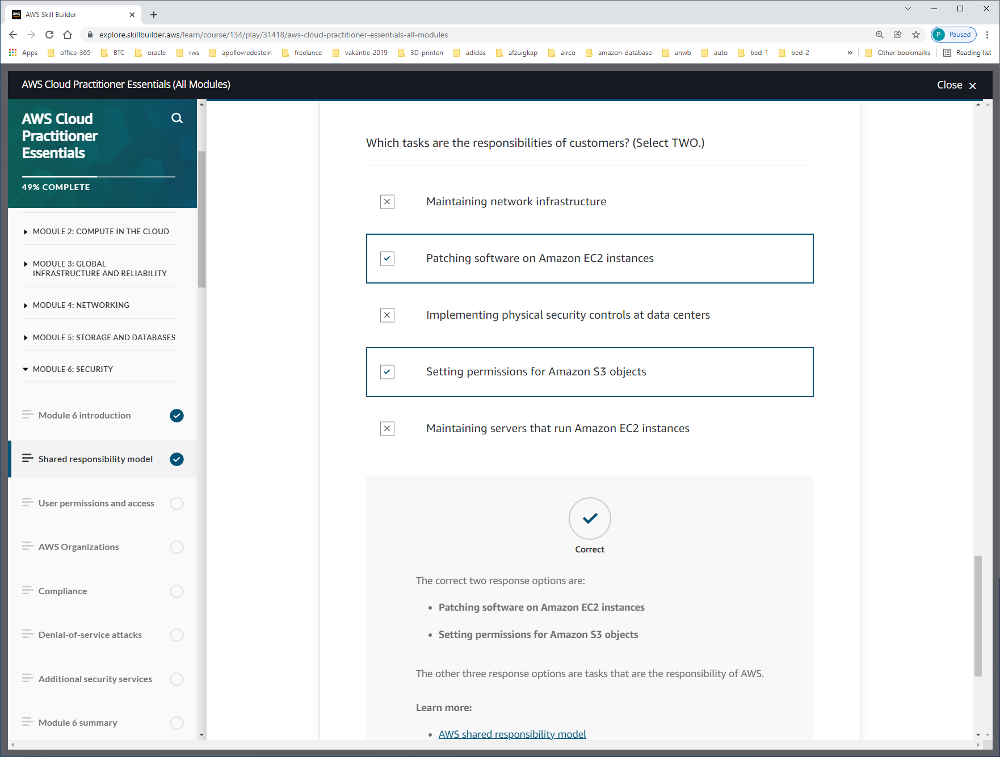 AWS Skill Builder
explore.skillbuilder.aws/learn/course/134/play/31418/aws-cloud-practitioner-essentials-all-modules
P Paused
Apps office-365 BTC oracle rws apollovredestein freelance vakantie-2019 3D-printen adidas afzuigkap airco amazon-database anwb auto bed-1 bed-2 » Other bookmarks Reading list
AWS Cloud Practitioner Essentials (All Modules)
Close
AWS Cloud
Practitioner
Essentials
49% COMPLETE
MODULE 2: COMPUTE IN THE CLOUD
MODULE 3: GLOBAL
INFRASTRUCTURE AND RELIABILITY
MODULE 4: NETWORKING
MODULE 5: STORAGE AND DATABASES
MODULE 6: SECURITY
Module 6 introduction
Shared responsibility model
User permissions and access
AWS Organizations
Compliance
Denial-of-service attacks
Additional security services
Module 6 summary
Which tasks are the responsibilities of customers? (Select TWO.)
Maintaining network infrastructure
Patching software on Amazon EC2 instances
Implementing physical security controls at data centers
Setting permissions for Amazon S3 objects
Maintaining servers that run Amazon EC2 instances
Correct
The correct two response options are:
• Patching software on Amazon EC2 instances
• Setting permissions for Amazon S3 objects
The other three response options are tasks that are the responsibility of AWS.
Learn more:
• AWS shared responsibility model